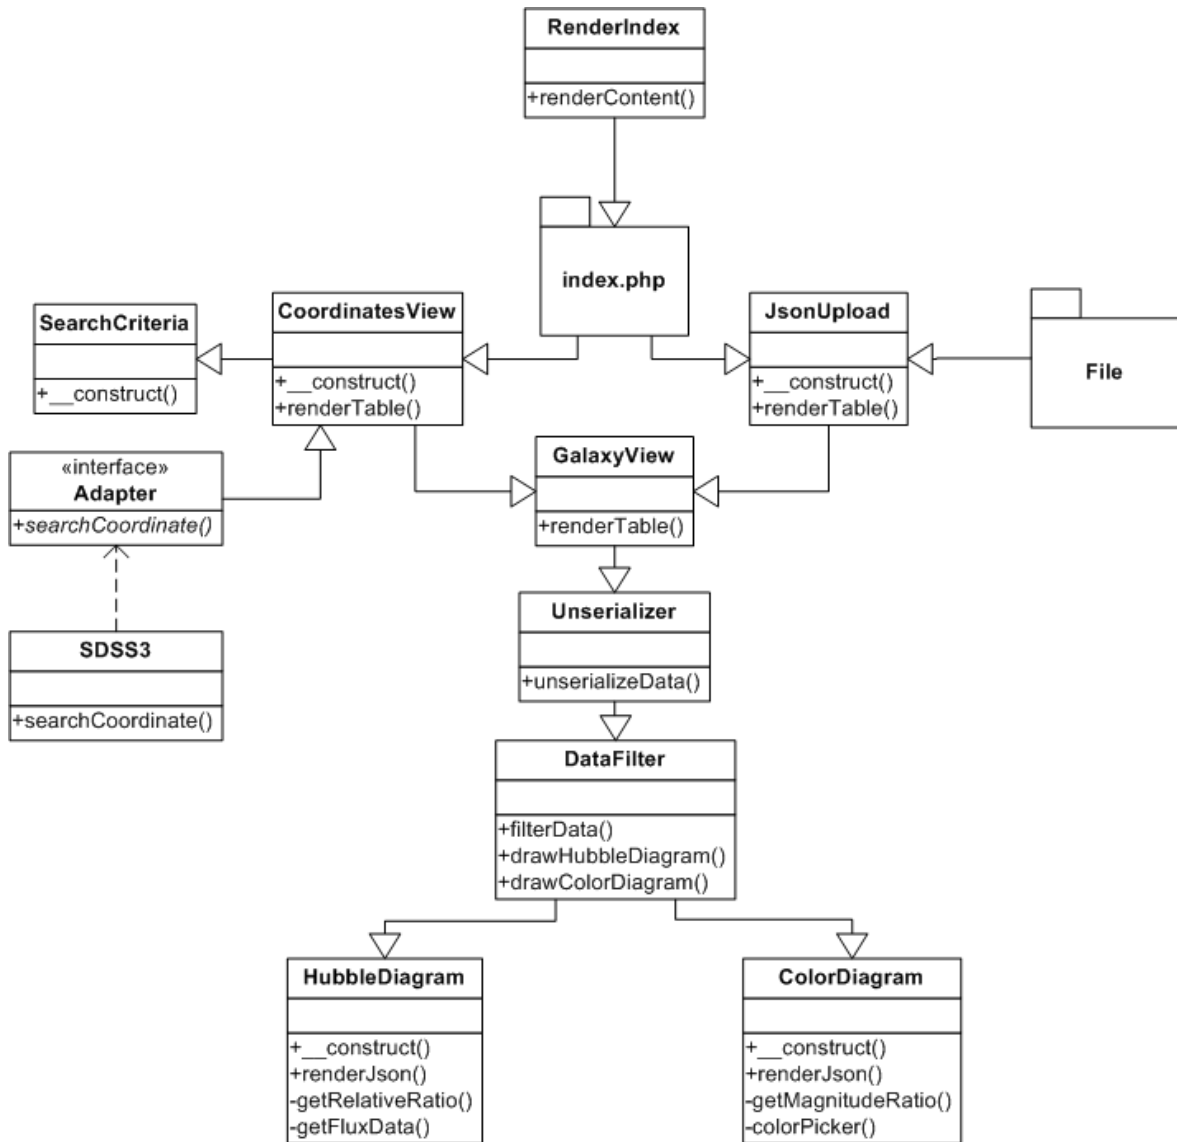 RenderIndex
+renderContent()
index.php
SearchCriteria
+__construct()
CoordinatesView
+__construct()
+renderTable()
JsonUpload
+__construct()
+renderTable()
File
«interface»
Adapter
+searchCoordinate()
GalaxyView
+renderTable()
SDSS3
+searchCoordinate()
Unserializer
+unserializeData()
DataFilter
+filterData()
+drawHubbleDiagram()
+drawColorDiagram()
HubbleDiagram
+__construct()
+renderJson()
-getRelativeRatio()
-getFluxData()
ColorDiagram
+__construct()
+renderJson()
-getMagnitudeRatio()
-colorPicker()